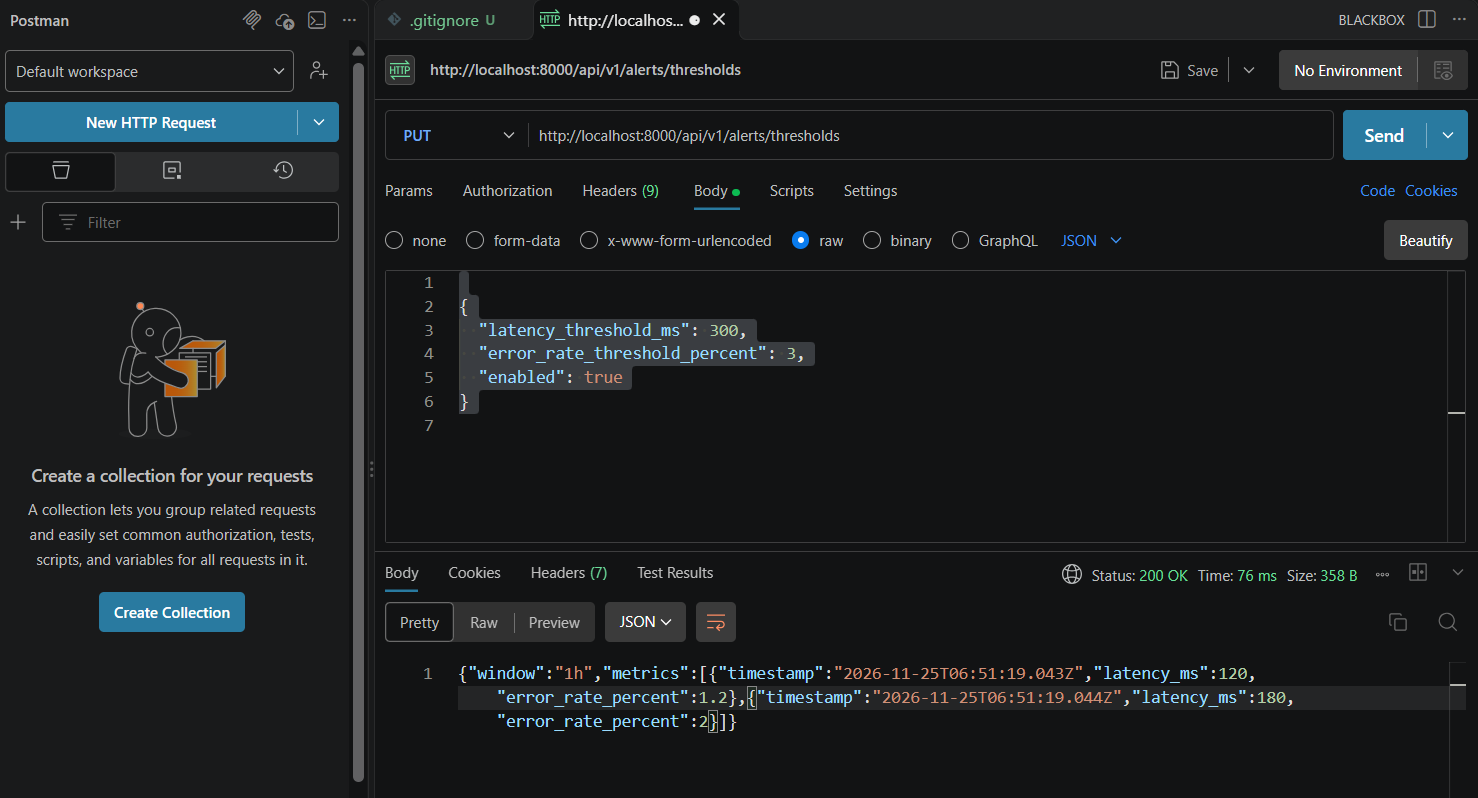 Postman
Default workspace
New HTTP Request
Filter
Create a collection for your requests
A collection lets you group related requests
and easily set common authorization, tests,
scripts, and variables for all requests in it.
Create Collection
.gitignore U
HTTP http://localhos...
BLACKBOX
HTTP http://localhost:8000/api/v1/alerts/thresholds
Save
No Environment
PUT http://localhost:8000/api/v1/alerts/thresholds
Send
Params Authorization Headers (9) Body Scripts Settings
Code Cookies
none form-data x-www-form-urlencoded raw binary GraphQL JSON
Beautify
1
2 {
3 "latency_threshold_ms": 300,
4 "error_rate_threshold_percent": 3,
5 "enabled": true
6 }
7
Body Cookies Headers (7) Test Results
Status: 200 OK Time: 76 ms Size: 358 B
Pretty Raw Preview JSON
1 {"window":"1h","metrics":[{"timestamp":"2026-11-25T06:51:19.043Z","latency_ms":120,
"error_rate_percent":1.2},{"timestamp":"2026-11-25T06:51:19.044Z","latency_ms":180,
"error_rate_percent":2}]}